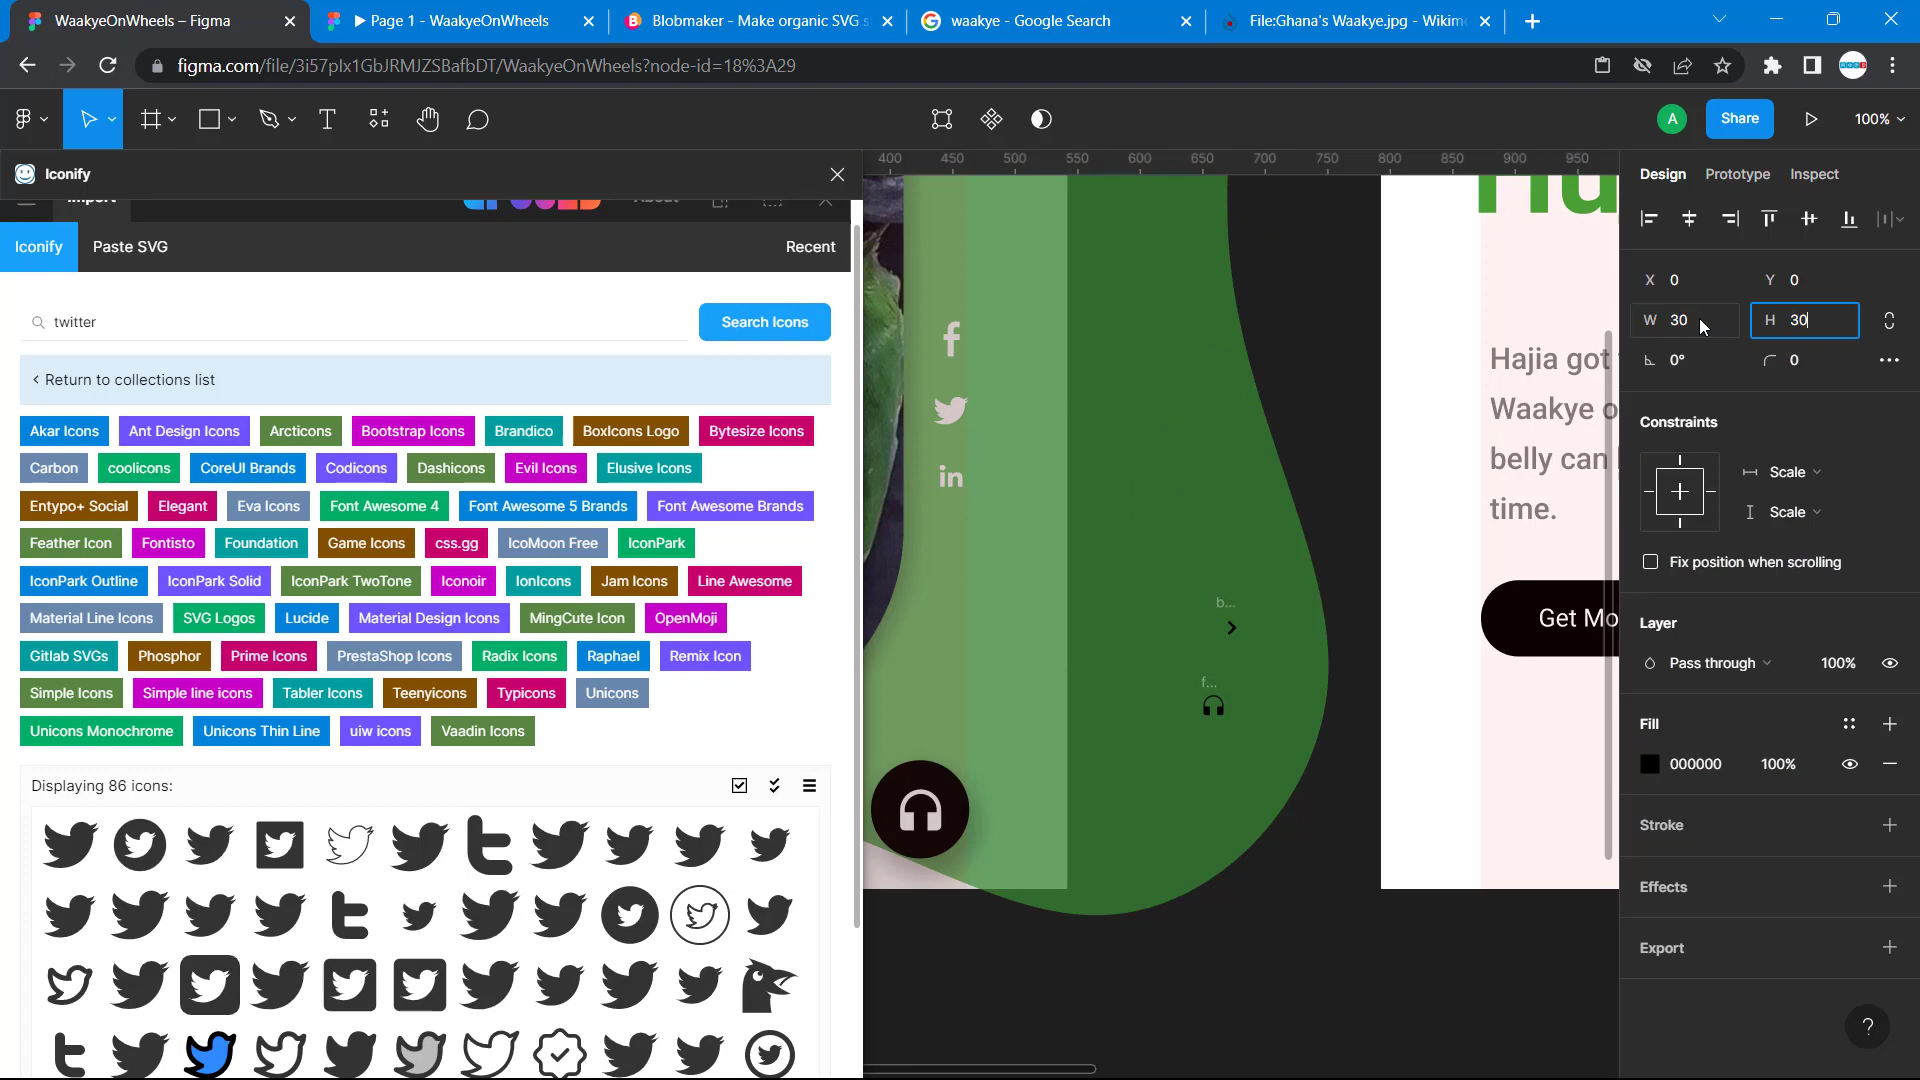 WaakyeOnWheels – Figma
▶ Page 1 - WaakyeOnWheels
Blobmaker - Make organic SVG s
waakye - Google Search
File:Ghana's Waakye.jpg - Wikim
figma.com/file/3i57pIx1GbJRMJZSBafbDT/WaakyeOnWheels?node-id=18%3A29
A
Share
100%
Iconify
Import
About
Iconify
Paste SVG
Recent
twitter
Search Icons
< Return to collections list
Akar Icons
Ant Design Icons
Arcticons
Bootstrap Icons
Brandico
BoxIcons Logo
Bytesize Icons
Carbon
coolicons
CoreUI Brands
Codicons
Dashicons
Evil Icons
Elusive Icons
Entypo+ Social
Elegant
Eva Icons
Font Awesome 4
Font Awesome 5 Brands
Font Awesome Brands
Feather Icon
Fontisto
Foundation
Game Icons
css.gg
IcoMoon Free
IconPark
IconPark Outline
IconPark Solid
IconPark TwoTone
Iconoir
IonIcons
Jam Icons
Line Awesome
Material Line Icons
SVG Logos
Lucide
Material Design Icons
MingCute Icon
OpenMoji
Gitlab SVGs
Phosphor
Prime Icons
PrestaShop Icons
Radix Icons
Raphael
Remix Icon
Simple Icons
Simple line icons
Tabler Icons
Teenyicons
Typicons
Unicons
Unicons Monochrome
Unicons Thin Line
uiw icons
Vaadin Icons
Displaying 86 icons:
400 450 500 550 600 650 700 750 800 850 900 950
b...
f...
Hajia got
Waakye o
belly can
time.
Get Mo
Design
Prototype
Inspect
X 0
Y 0
W 30
H 30
0°
0
Constraints
Scale
Scale
Fix position when scrolling
Layer
Pass through
100%
Fill
000000
100%
Stroke
Effects
Export
?